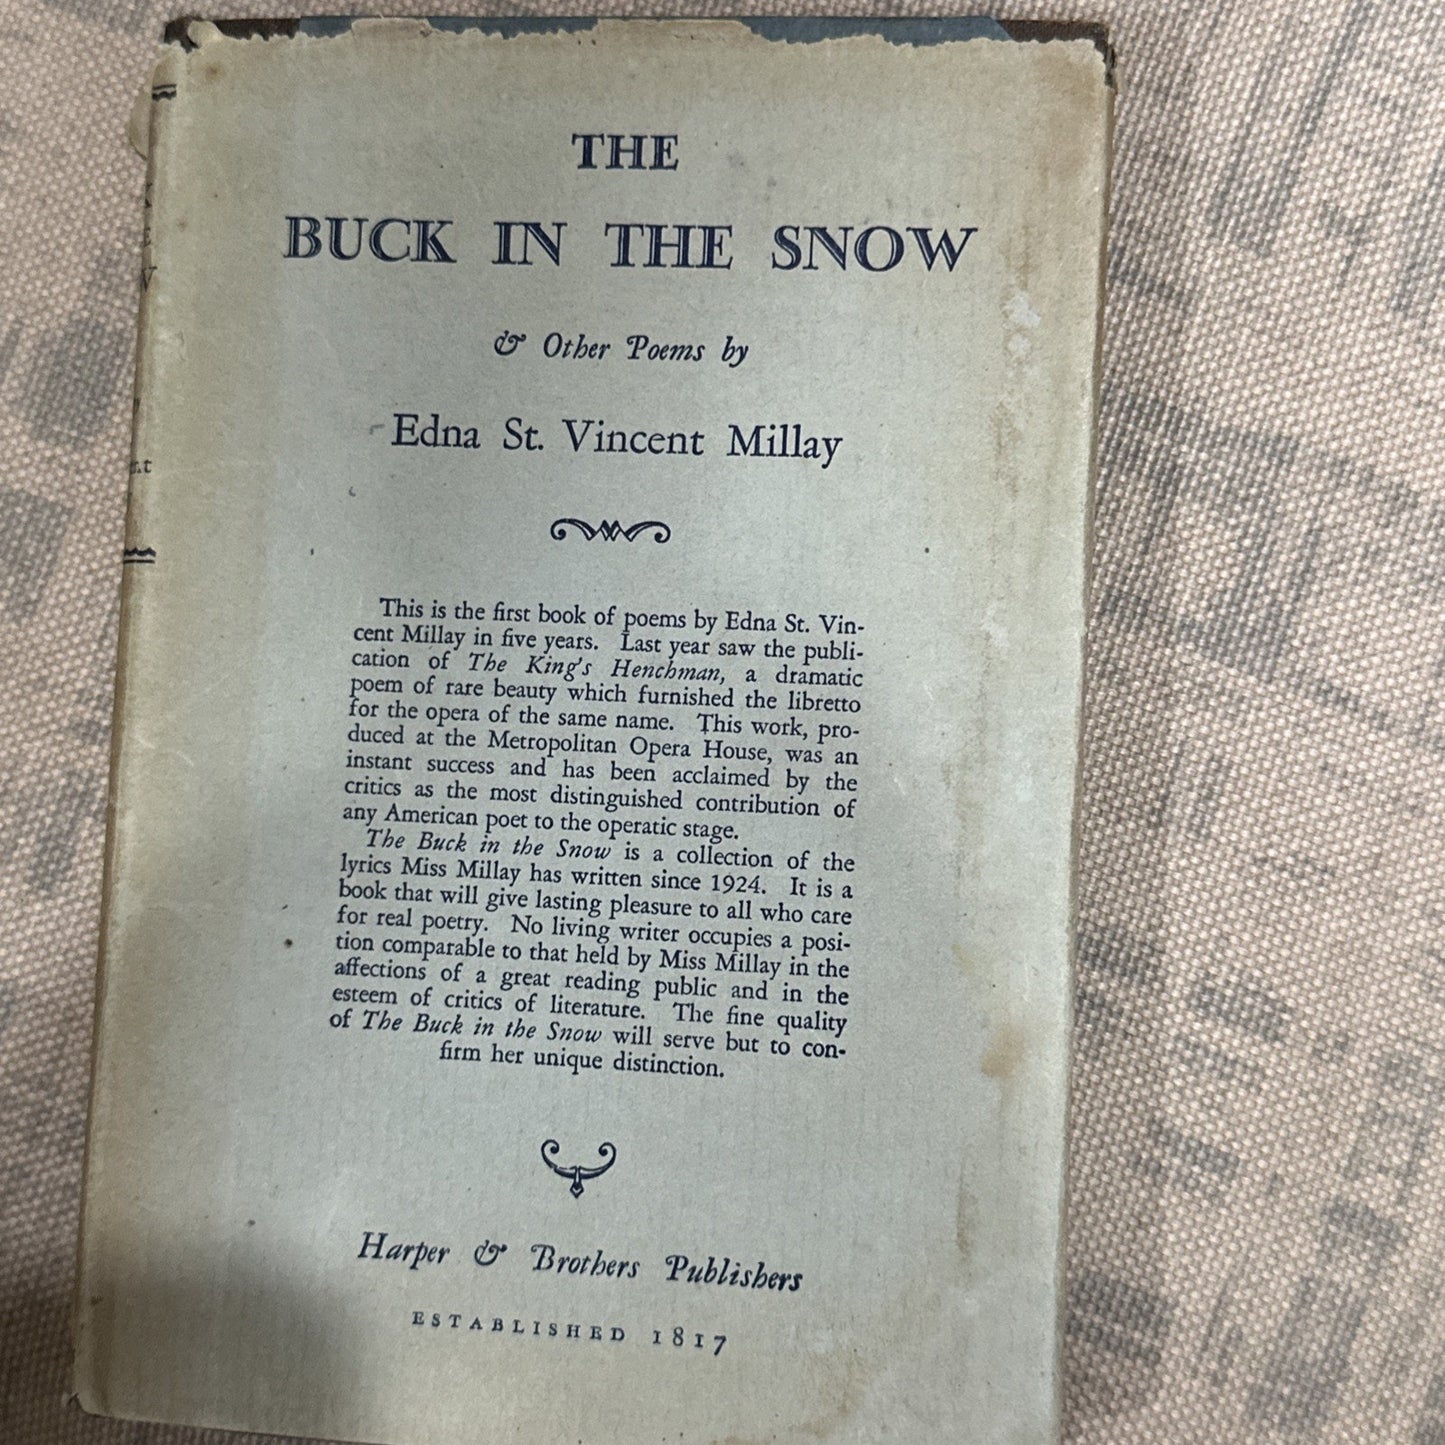 THE
BUCK IN THE SNOW
& Other Poems by
Edna St. Vincent Millay
This is the first book of poems by Edna St. Vin-
cent Millay in five years. Last year saw the publi-
cation of The King's Henchman, a dramatic
poem of rare beauty which furnished the libretto
for the opera of the same name. This work, pro-
duced at the Metropolitan Opera House, was an
instant success and has been acclaimed by the
critics as the most distinguished contribution of
any American poet to the operatic stage.
The Buck in the Snow is a collection of the
lyrics Miss Millay has written since 1924. It is a
book that will give lasting pleasure to all who care
for real poetry. No living writer occupies a posi-
tion comparable to that held by Miss Millay in the
affections of a great reading public and in the
esteem of critics of literature. The fine quality
of The Buck in the Snow will serve but to con-
firm her unique distinction.
Harper & Brothers Publishers
ESTABLISHED 1817